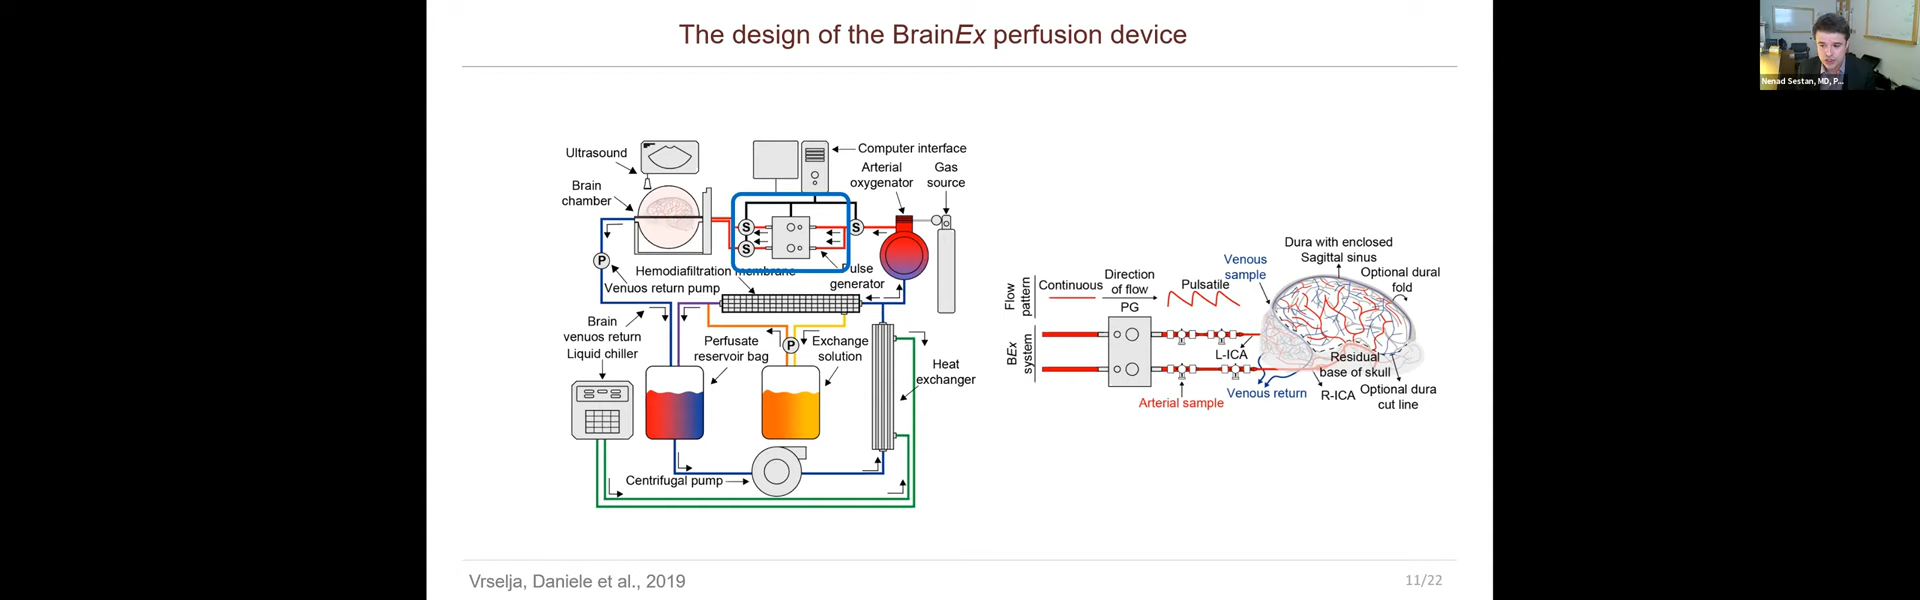 The design of the BrainEx perfusion device
Nenad Sestan, MD, P...
Ultrasound
Computer interface
Arterial
oxygenator
Gas
source
Brain
chamber
S
S
S
P
Hemodiafiltration membrane
Pulse
generator
Venuos return pump
Brain
venuos return
Liquid chiller
Perfusate
reservoir bag
P
Exchange
solution
Heat
exchanger
Centrifugal pump
Flow
pattern
Continuous
Direction
of flow
Pulsatile
PG
BEx
system
Venous
sample
Dura with enclosed
Sagittal sinus
Optional dural
fold
L-ICA
Residual
base of skull
Arterial sample
Venous return
R-ICA
Optional dura
cut line
Vrselja, Daniele et al., 2019
11/22